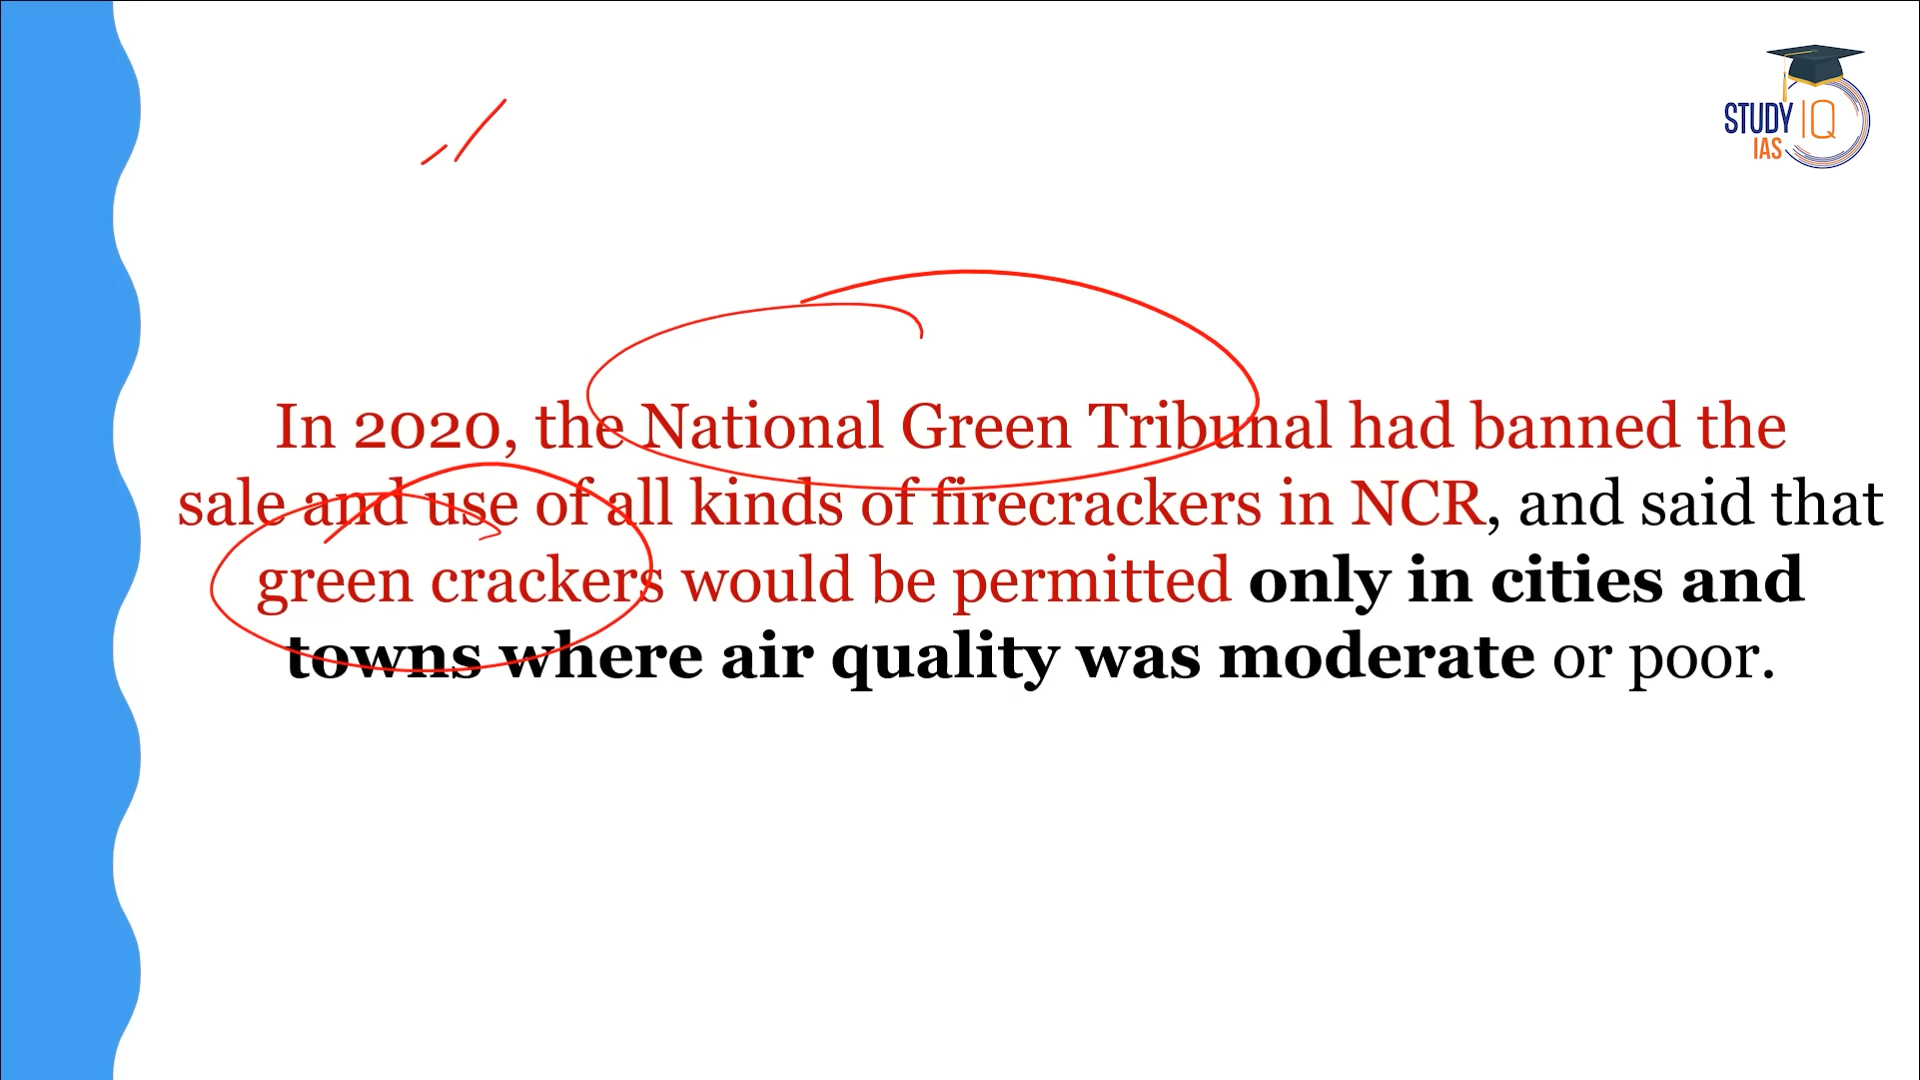 STUDY IQ
IAS
In 2020, the National Green Tribunal had banned the
sale and use of all kinds of firecrackers in NCR, and said that
green crackers would be permitted only in cities and
towns where air quality was moderate or poor.